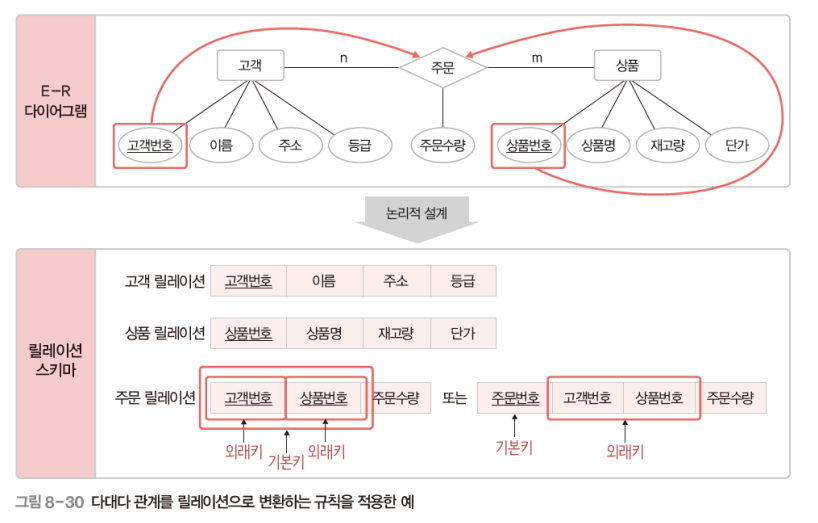 E-R
다이어그램
고객
n
주문
m
상품
고객번호
이름
주소
등급
주문수량
상품번호
상품명
재고량
단가
논리적 설계
릴레이션
스키마
고객 릴레이션 고객번호 이름 주소 등급
상품 릴레이션 상품번호 상품명 재고량 단가
주문 릴레이션 고객번호 상품번호 주문수량 또는 주문번호 고객번호 상품번호 주문수량
외래키 기본키 외래키 기본키 외래키
그림 8-30 다대다 관계를 릴레이션으로 변환하는 규칙을 적용한 예